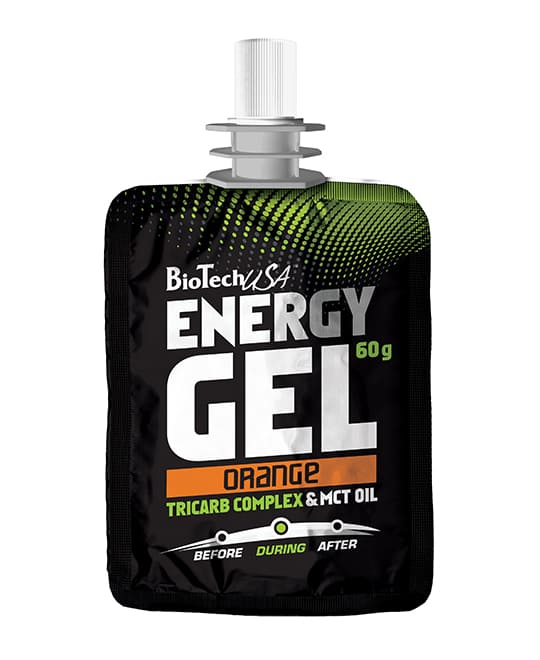 BioTechUSA
ENERGY
60g
GEL
ORANGE
TRICARB COMPLEX & MCT OIL
BEFORE DURING AFTER